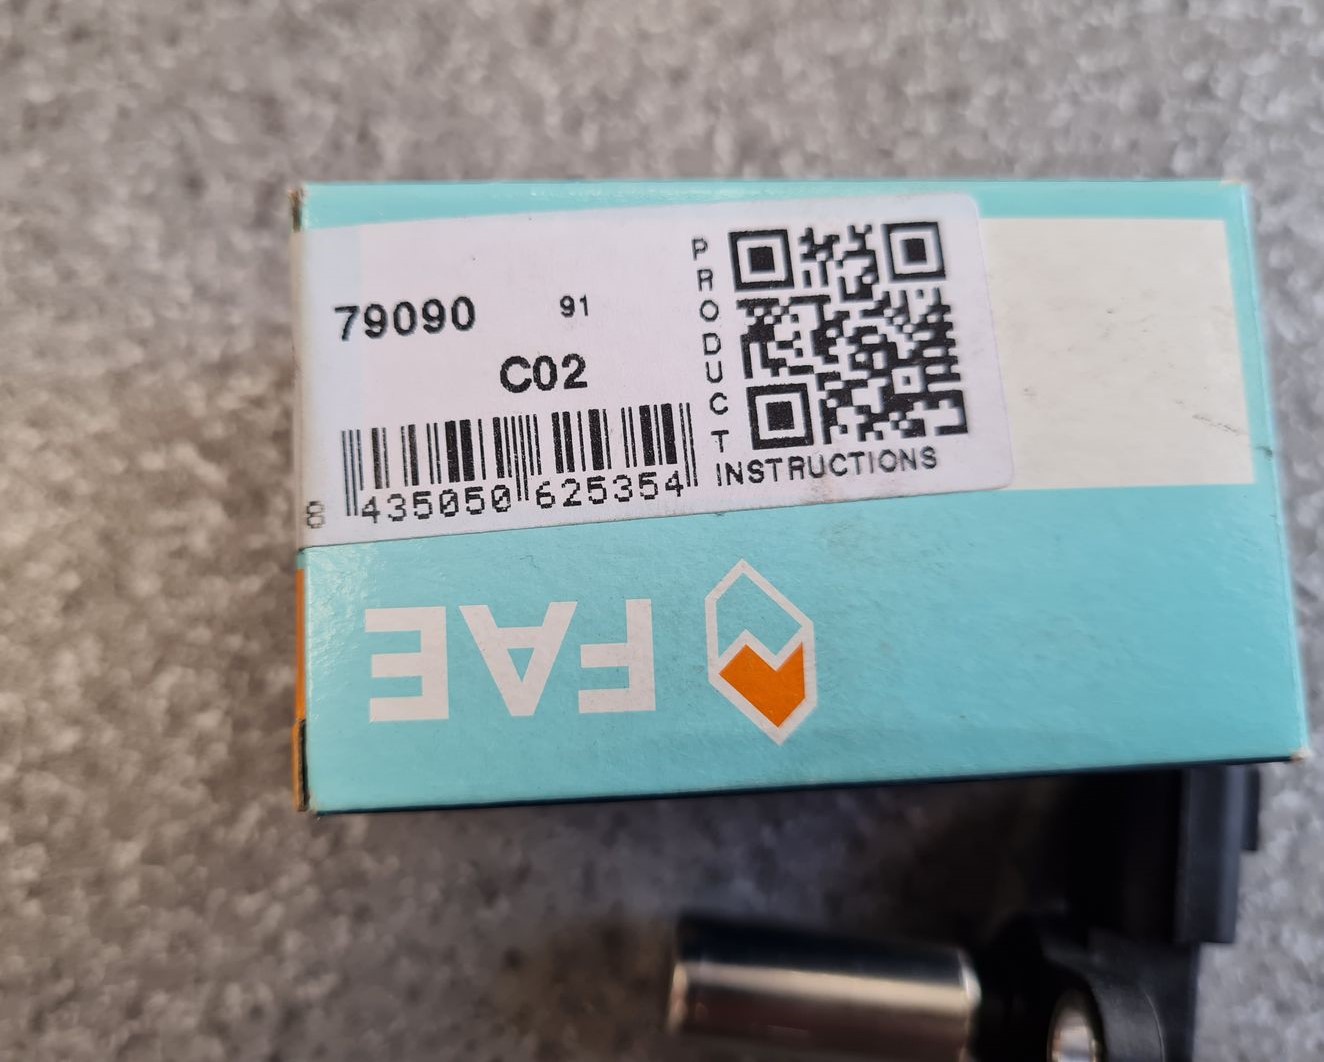 79090 91
C02
8 435050 625354
PRODUCT
INSTRUCTIONS
FAE